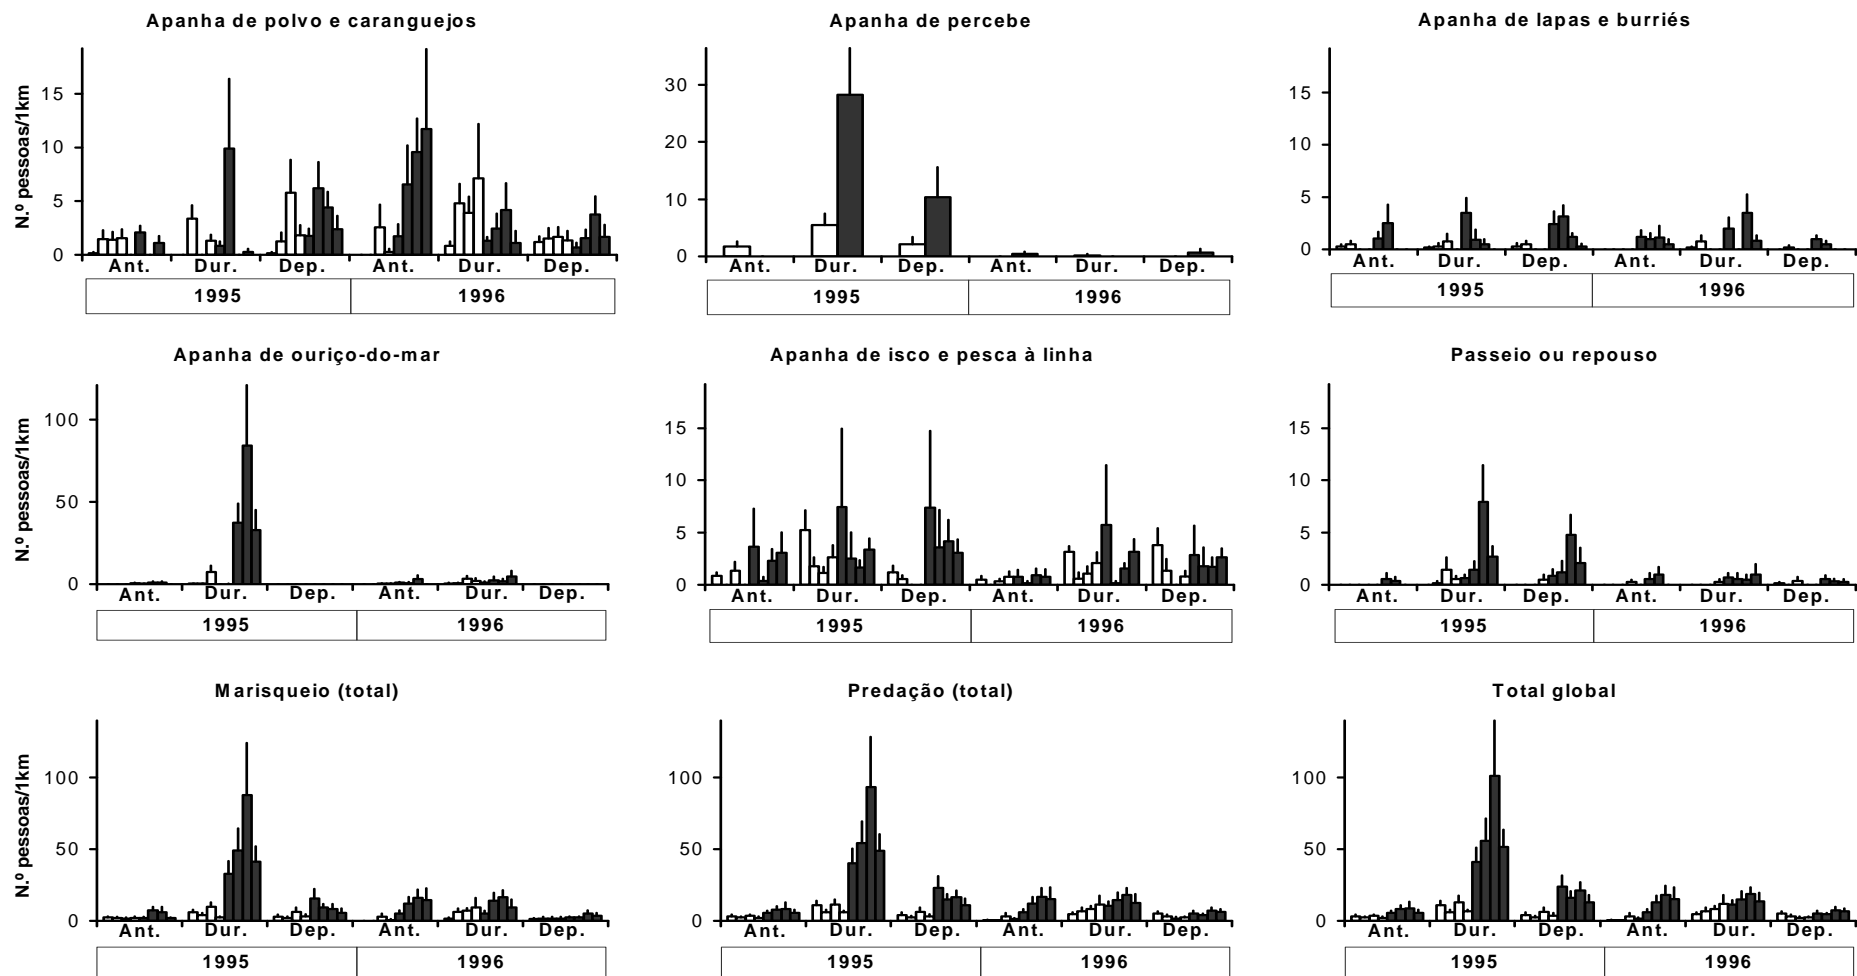 Apanha de polvo e caranguejos
N.º pessoas/1km
15
10
5
0
Ant. Dur. Dep. Ant. Dur. Dep.
1995 1996
Apanha de percebe
30
20
10
0
Ant. Dur. Dep. Ant. Dur. Dep.
1995 1996
Apanha de lapas e burriés
15
10
5
0
Ant. Dur. Dep. Ant. Dur. Dep.
1995 1996
Apanha de ouriço-do-mar
N.º pessoas/1km
100
50
0
Ant. Dur. Dep. Ant. Dur. Dep.
1995 1996
Apanha de isco e pesca à linha
15
10
5
0
Ant. Dur. Dep. Ant. Dur. Dep.
1995 1996
Passeio ou repouso
15
10
5
0
Ant. Dur. Dep. Ant. Dur. Dep.
1995 1996
Marisqueio (total)
N.º pessoas/1km
100
50
0
Ant. Dur. Dep. Ant. Dur. Dep.
1995 1996
Predação (total)
100
50
0
Ant. Dur. Dep. Ant. Dur. Dep.
1995 1996
Total global
100
50
0
Ant. Dur. Dep. Ant. Dur. Dep.
1995 1996